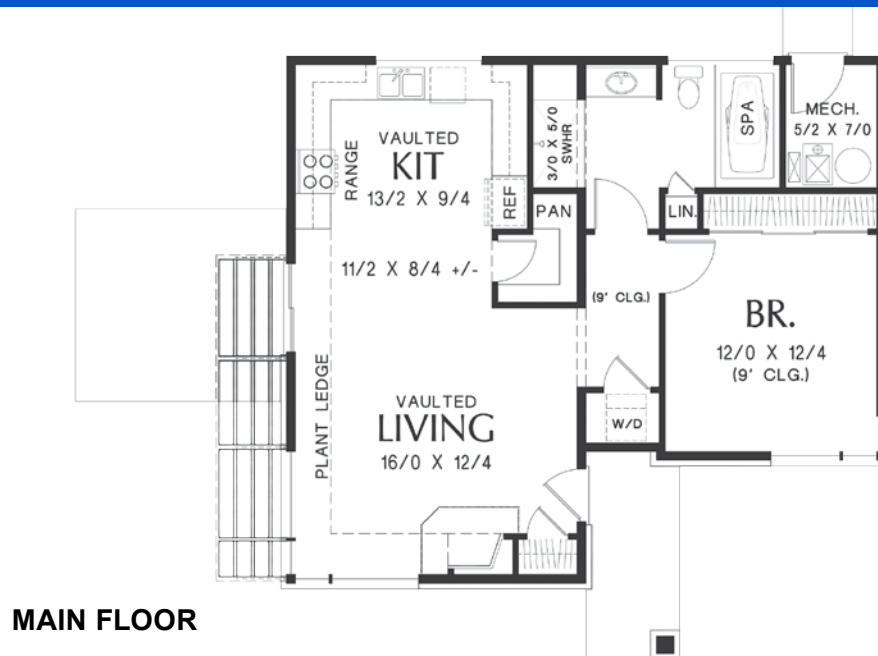 VAULTED
KIT
13/2 X 9/4
RANGE
REF
3/0 X 5/0
SWHR
SPA
MECH.
5/2 X 7/0
PAN
LIN.
11/2 X 8/4 +/-
(9' CLG.)
BR.
12/0 X 12/4
(9' CLG.)
PLANT LEDGE
VAULTED
LIVING
16/0 X 12/4
W/D
MAIN FLOOR